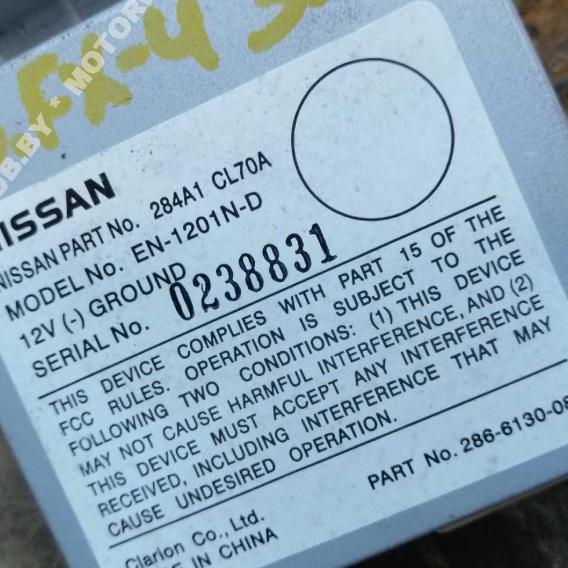 FX-4
NISSAN
NISSAN PART No. 284A1 CL70A
MODEL No. EN-1201N-D
12V (-) GROUND
SERIAL No. 0238831
THIS DEVICE COMPLIES WITH PART 15 OF THE
FCC RULES. OPERATION IS SUBJECT TO THE
FOLLOWING TWO CONDITIONS: (1) THIS DEVICE
MAY NOT CAUSE HARMFUL INTERFERENCE, AND (2)
THIS DEVICE MUST ACCEPT ANY INTERFERENCE
RECEIVED, INCLUDING INTERFERENCE THAT MAY
CAUSE UNDESIRED OPERATION.
PART No. 286-6130-08
Clarion Co., Ltd.
IN CHINA